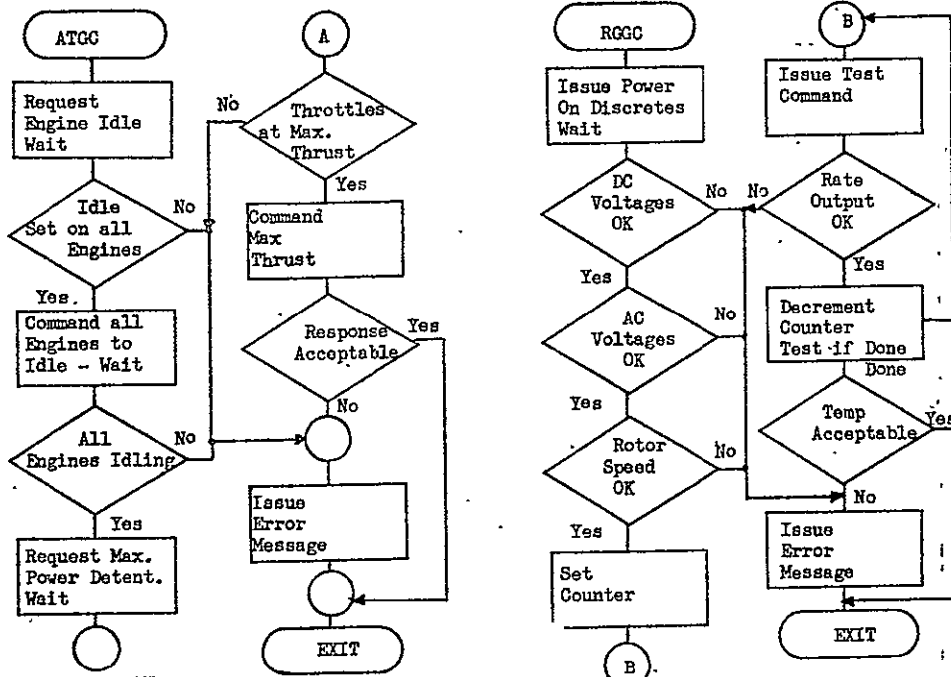 ATGC
Request
Engine Idle
Wait
Idle
Set on all
Engines
No
Yes.
Command all
Engines to
Idle - Wait
All
Engines Idling
No
Yes
Request Max.
Power Detent.
Wait
A
No
Throttles
at Max.
Thrust
Yes
Command
Max
Thrust
Response
Acceptable
Yes
No
Issue
Error
Message
EXIT
RGGC
Issue Power
On Discretes
Wait
DC
Voltages
OK
No
Yes
AC
Voltages
OK
No
Yes
Rotor
Speed
OK
No
Yes
Set
Counter
B
B
Issue Test
Command
No
Rate
Output
OK
Yes
Decrement
Counter
Test if Done
Done
Temp
Acceptable
Yes
No
Issue
Error
Message
EXIT